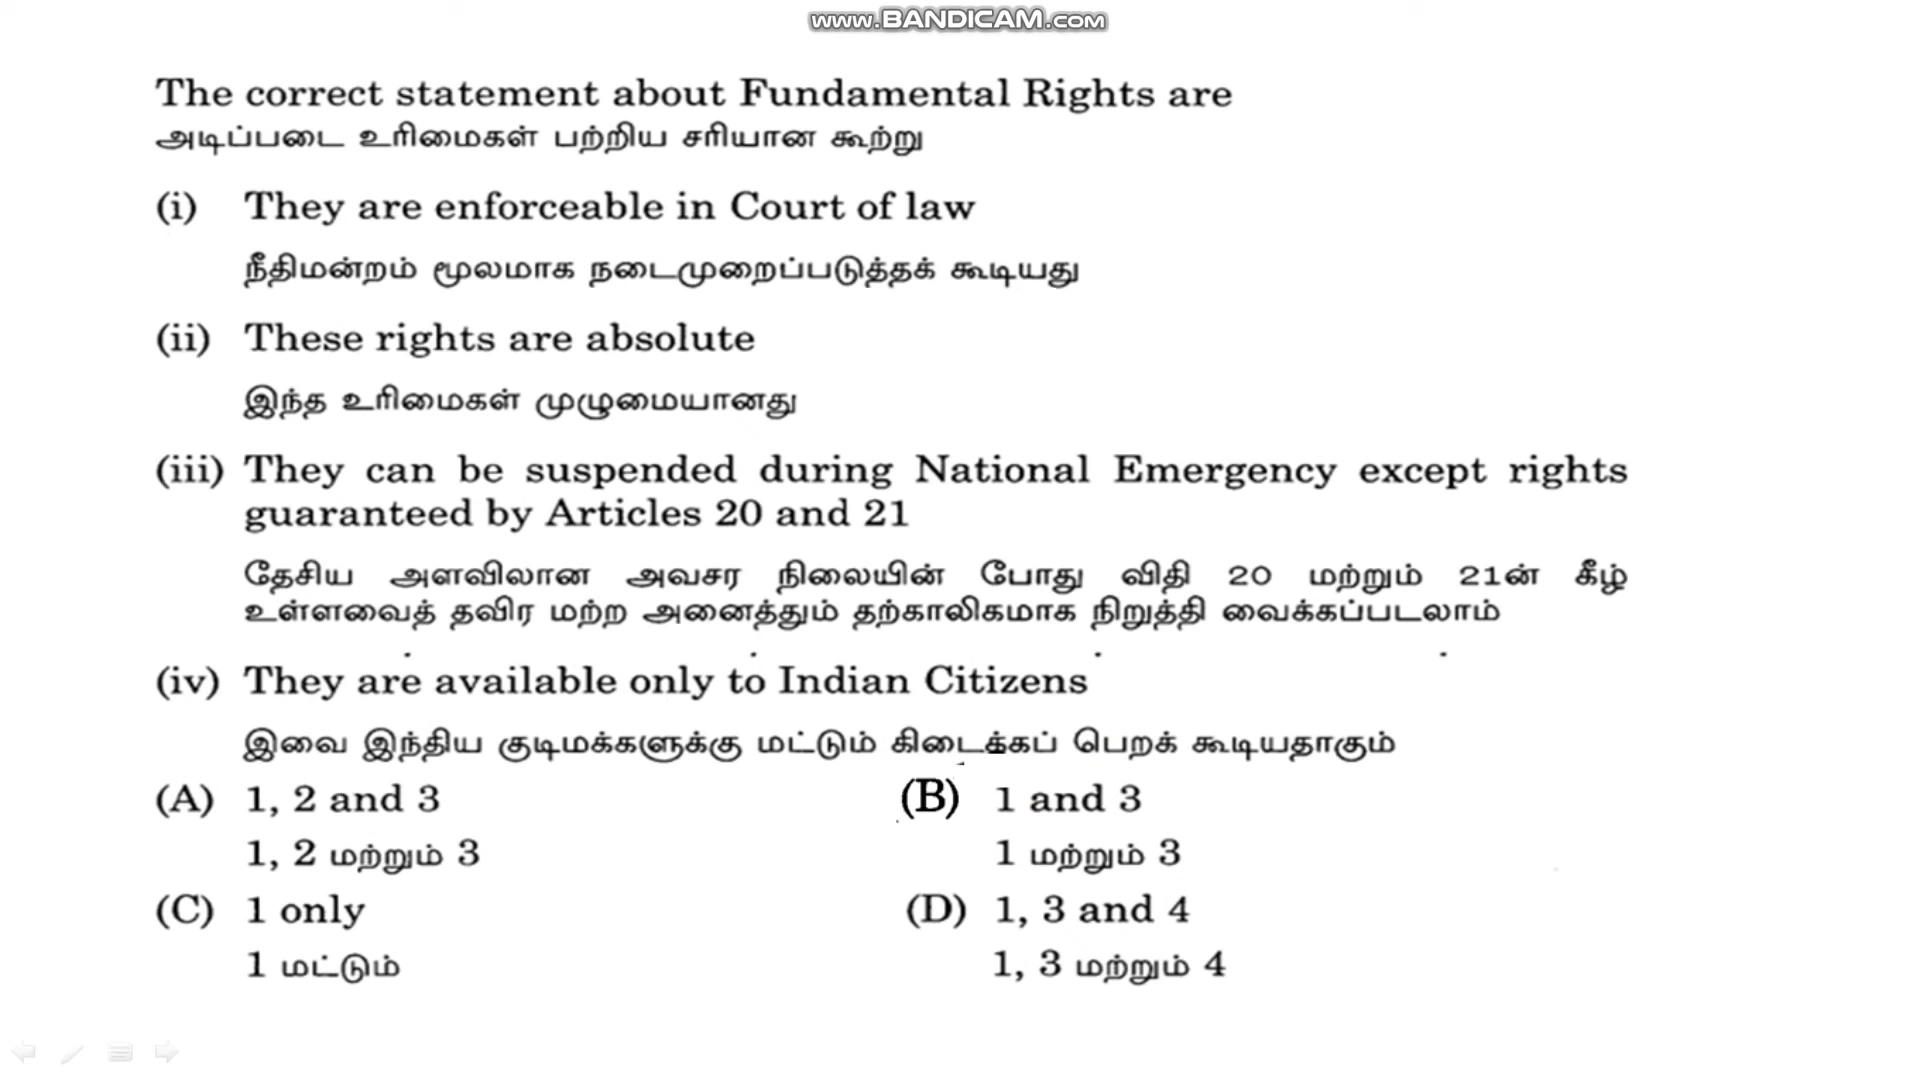 www.BANDICAM.com
The correct statement about Fundamental Rights are
அடிப்படை உரிமைகள் பற்றிய சரியான கூற்று
(i) They are enforceable in Court of law
நீதிமன்றம் மூலமாக நடைமுறைப்படுத்தக் கூடியது
(ii) These rights are absolute
இந்த உரிமைகள் முழுமையானது
(iii) They can be suspended during National Emergency except rights
guaranteed by Articles 20 and 21
தேசிய அளவிலான அவசர நிலையின் போது விதி 20 மற்றும் 21ன் கீழ்
உள்ளவைத் தவிர மற்ற அனைத்தும் தற்காலிகமாக நிறுத்தி வைக்கப்படலாம்
(iv) They are available only to Indian Citizens
இவை இந்திய குடிமக்களுக்கு மட்டும் கிடைக்கப் பெறக் கூடியதாகும்
(A) 1, 2 and 3 (B) 1 and 3
1, 2 மற்றும் 3 1 மற்றும் 3
(C) 1 only (D) 1, 3 and 4
1 மட்டும் 1, 3 மற்றும் 4